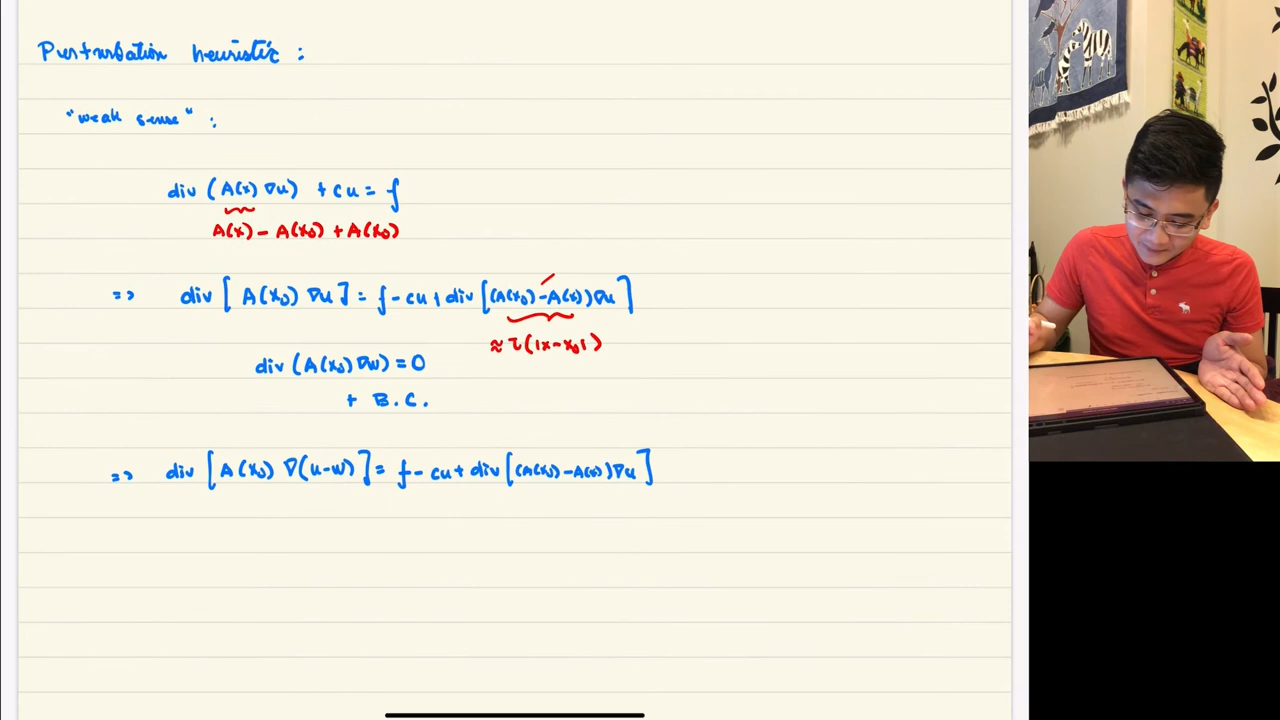 Perturbation heuristic :
"weak sense" :
div (A(x) ∇u) + cu = f
A(x) - A(x₀) + A(x₀)
=> div [ A(x₀) ∇u ] = f - cu + div [(A(x₀) - A(x)) ∇u ]
≈ τ(|x-x₀|)
div (A(x₀) ∇w) = 0
+ B.C.
=> div [ A(x₀) ∇(u-w) ] = f - cu + div [(A(x₀) - A(x)) ∇u ]